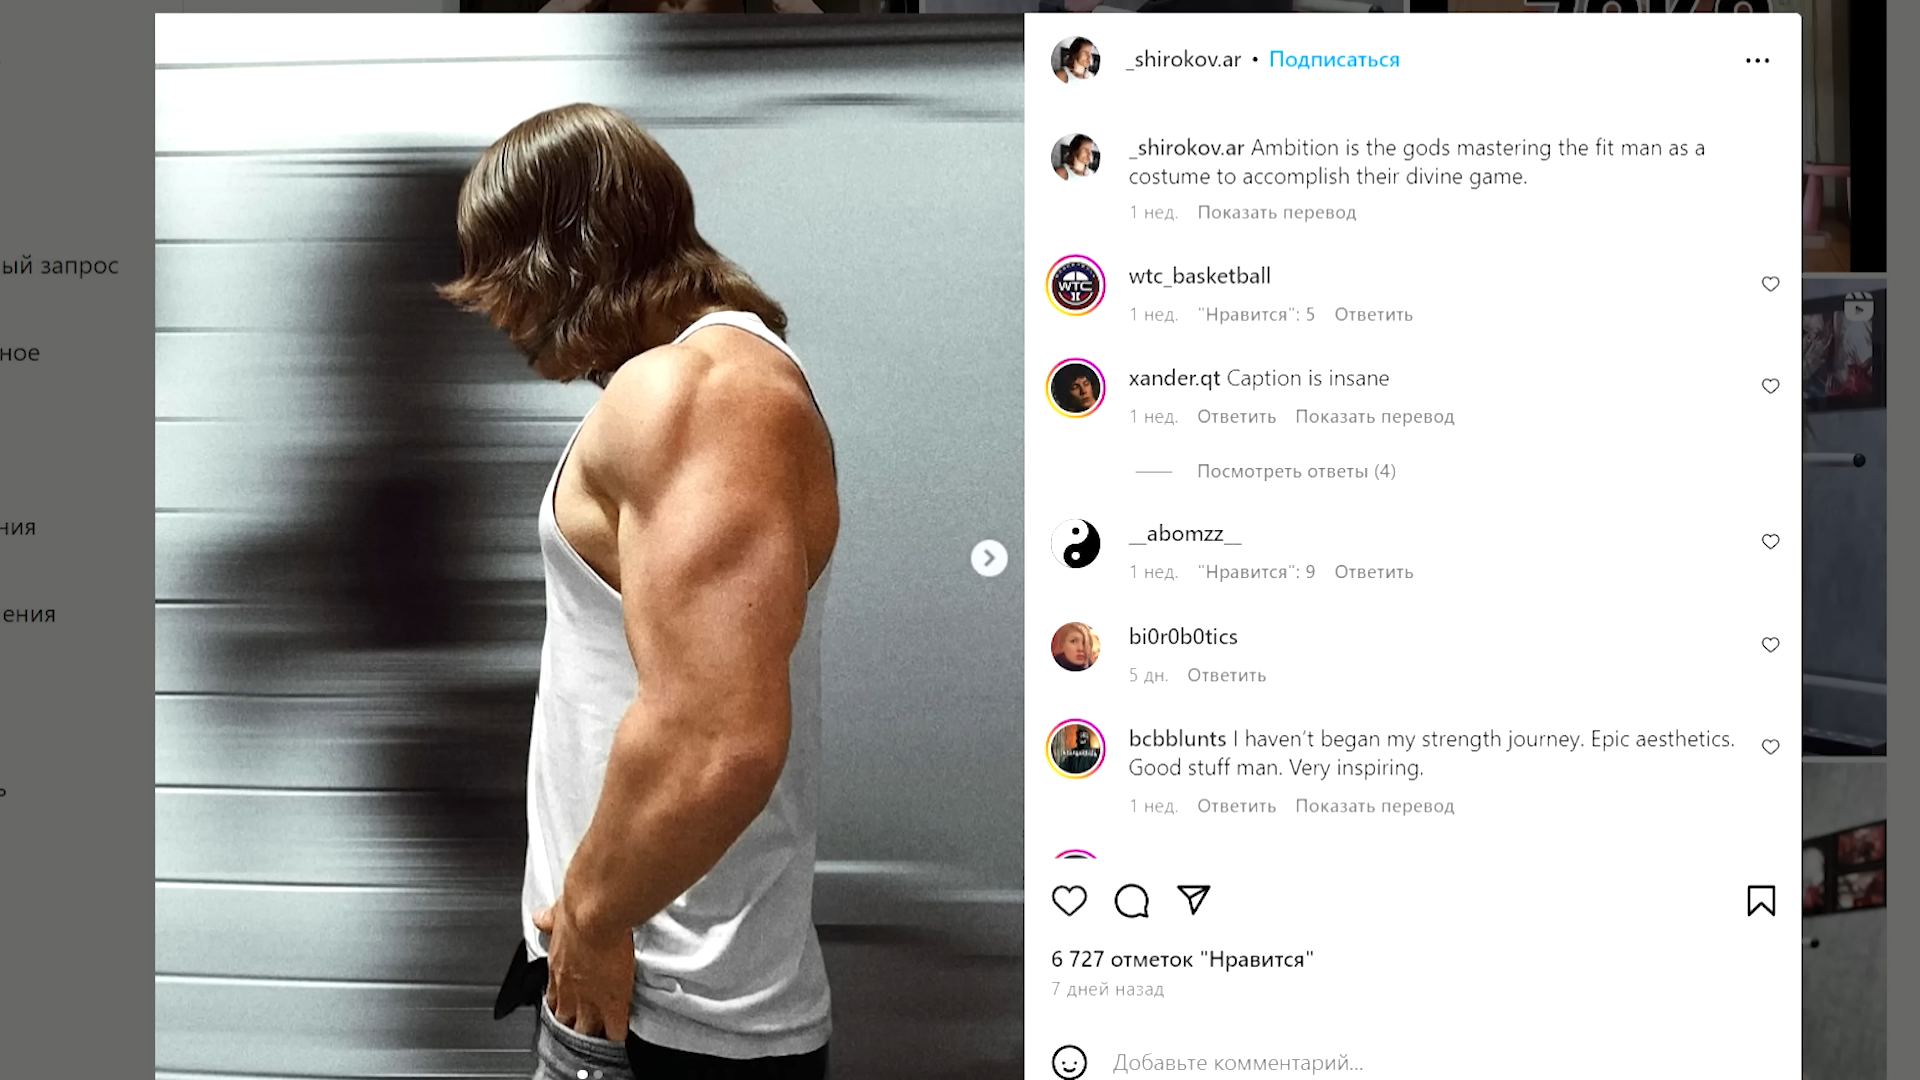 _shirokov.ar • Подписаться
_shirokov.ar Ambition is the gods mastering the fit man as a
costume to accomplish their divine game.
1 нед. Показать перевод
ый запрос
wtc_basketball
WTC
1 нед. "Нравится": 5 Ответить
ное
xander.qt Caption is insane
1 нед. Ответить Показать перевод
Посмотреть ответы (4)
ния
__abomzz__
1 нед. "Нравится": 9 Ответить
ения
bi0r0b0tics
5 дн. Ответить
bcbblunts I haven’t began my strength journey. Epic aesthetics.
Good stuff man. Very inspiring.
ь
1 нед. Ответить Показать перевод
6 727 отметок "Нравится"
7 дней назад
Добавьте комментарий...